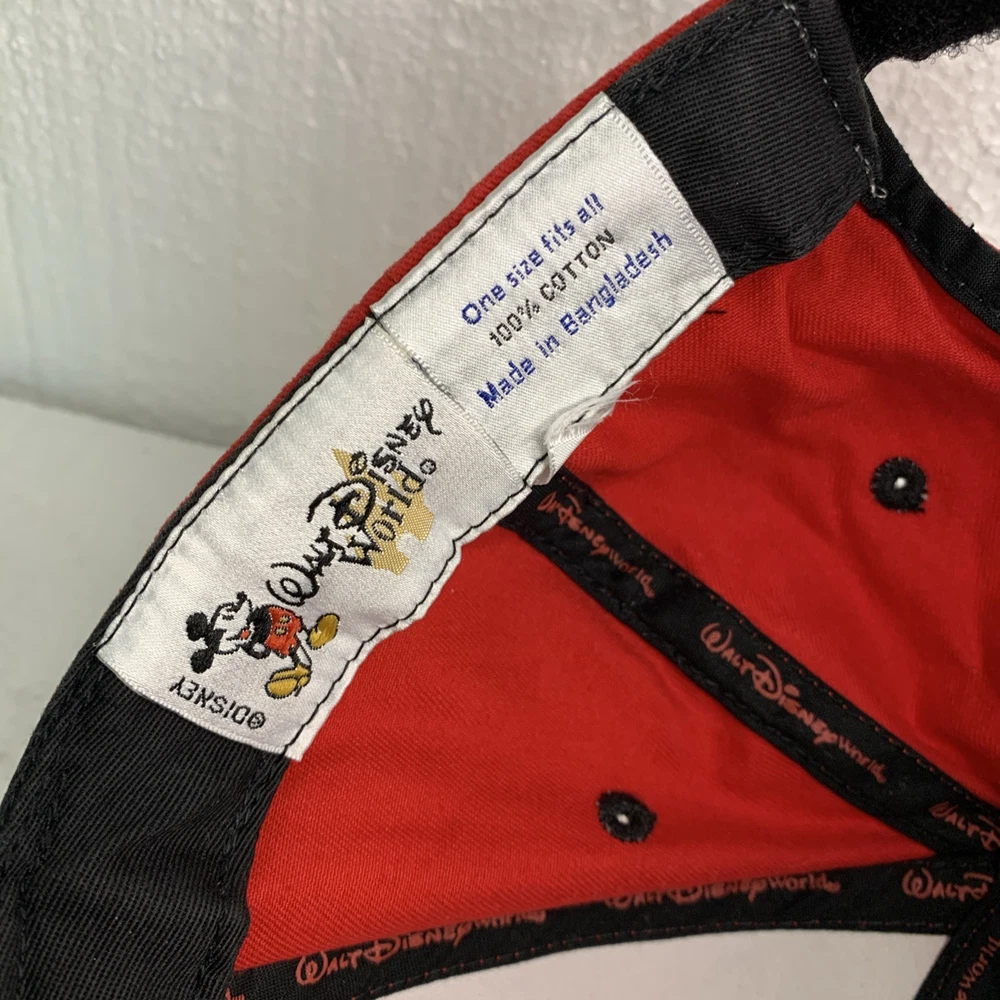 One size fits all
100% COTTON
Made in Bangladesh
WALT DISNEY
World®
©DISNEY
WALT DISNEY World
WALT DISNEY World
WALT DISNEY World
WALT DISNEY World